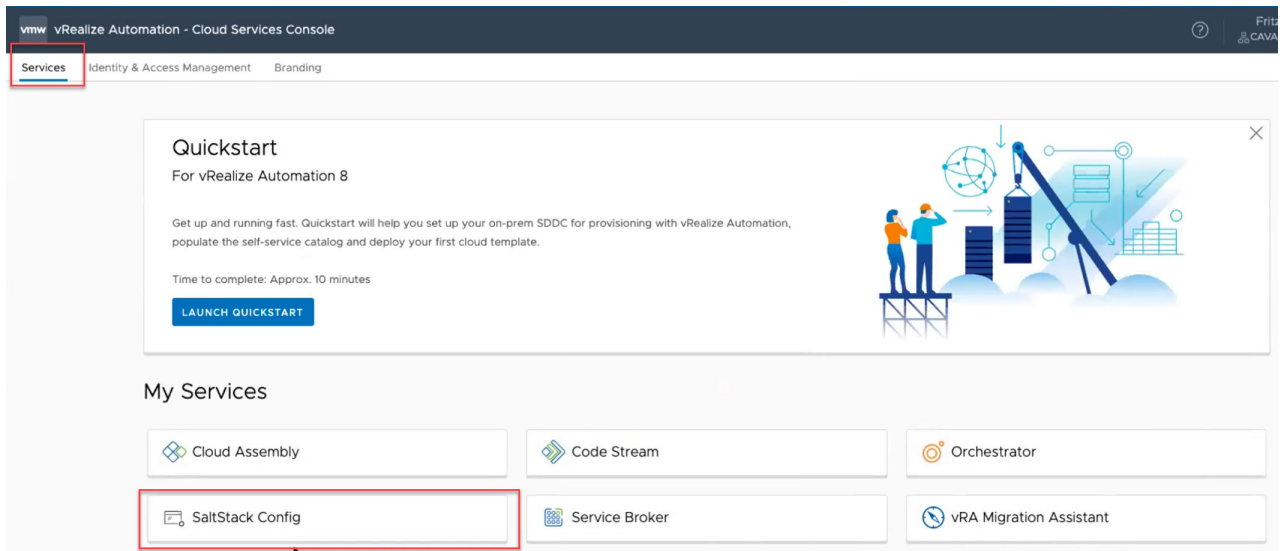 vmw vRealize Automation - Cloud Services Console
Fritz
CAVA
Services Identity & Access Management Branding
Quickstart
For vRealize Automation 8
Get up and running fast. Quickstart will help you set up your on-prem SDDC for provisioning with vRealize Automation,
populate the self-service catalog and deploy your first cloud template.
Time to complete: Approx. 10 minutes
LAUNCH QUICKSTART
My Services
Cloud Assembly
Code Stream
Orchestrator
SaltStack Config
Service Broker
vRA Migration Assistant